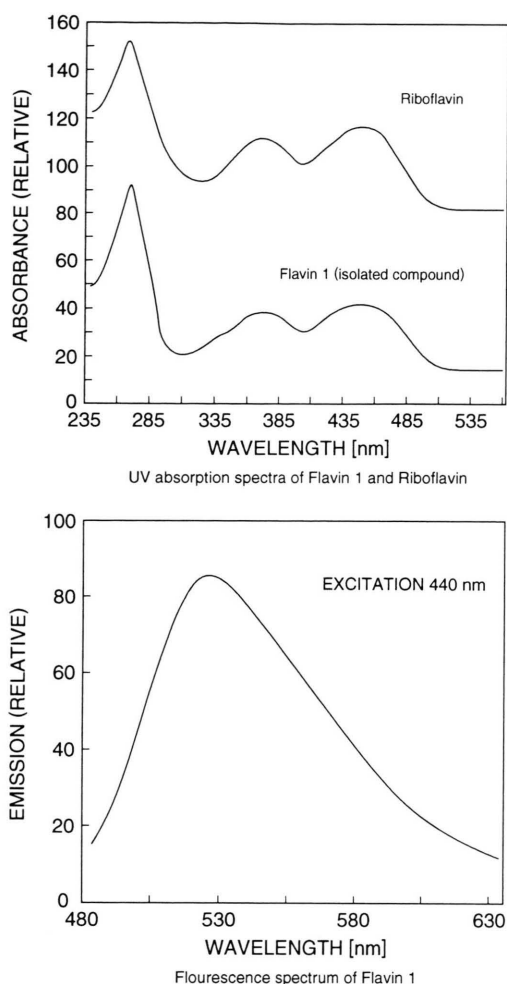 160
140
120
100
80
60
40
20
0
ABSORBANCE (RELATIVE)
Riboflavin
Flavin 1 (isolated compound)
235 285 335 385 435 485 535
WAVELENGTH [nm]
UV absorption spectra of Flavin 1 and Riboflavin
100
80
60
40
20
0
EMISSION (RELATIVE)
EXCITATION 440 nm
480 530 580 630
WAVELENGTH [nm]
Flourescence spectrum of Flavin 1